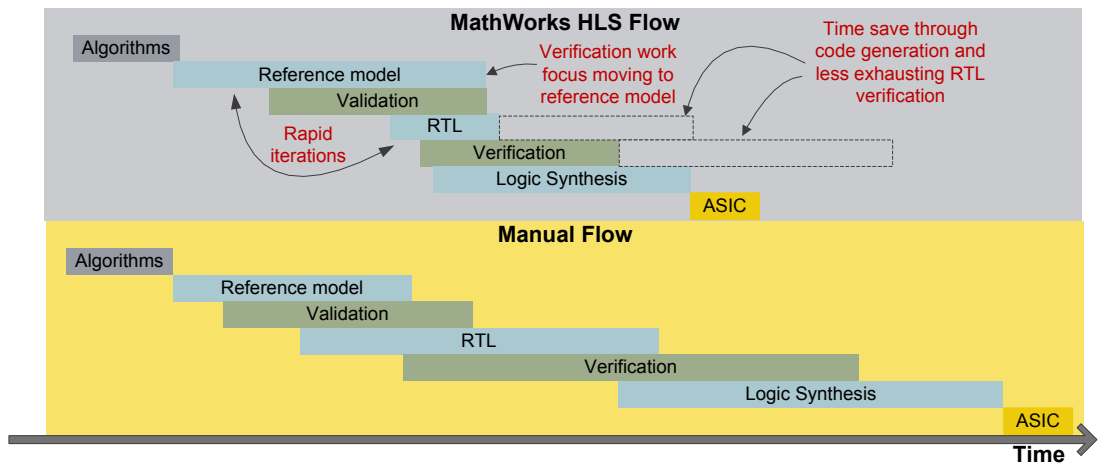 MathWorks HLS Flow
Algorithms
Reference model
Validation
RTL
Verification
Logic Synthesis
ASIC
Rapid
iterations
Verification work
focus moving to
reference model
Time save through
code generation and
less exhausting RTL
verification
Manual Flow
Algorithms
Reference model
Validation
RTL
Verification
Logic Synthesis
ASIC
Time